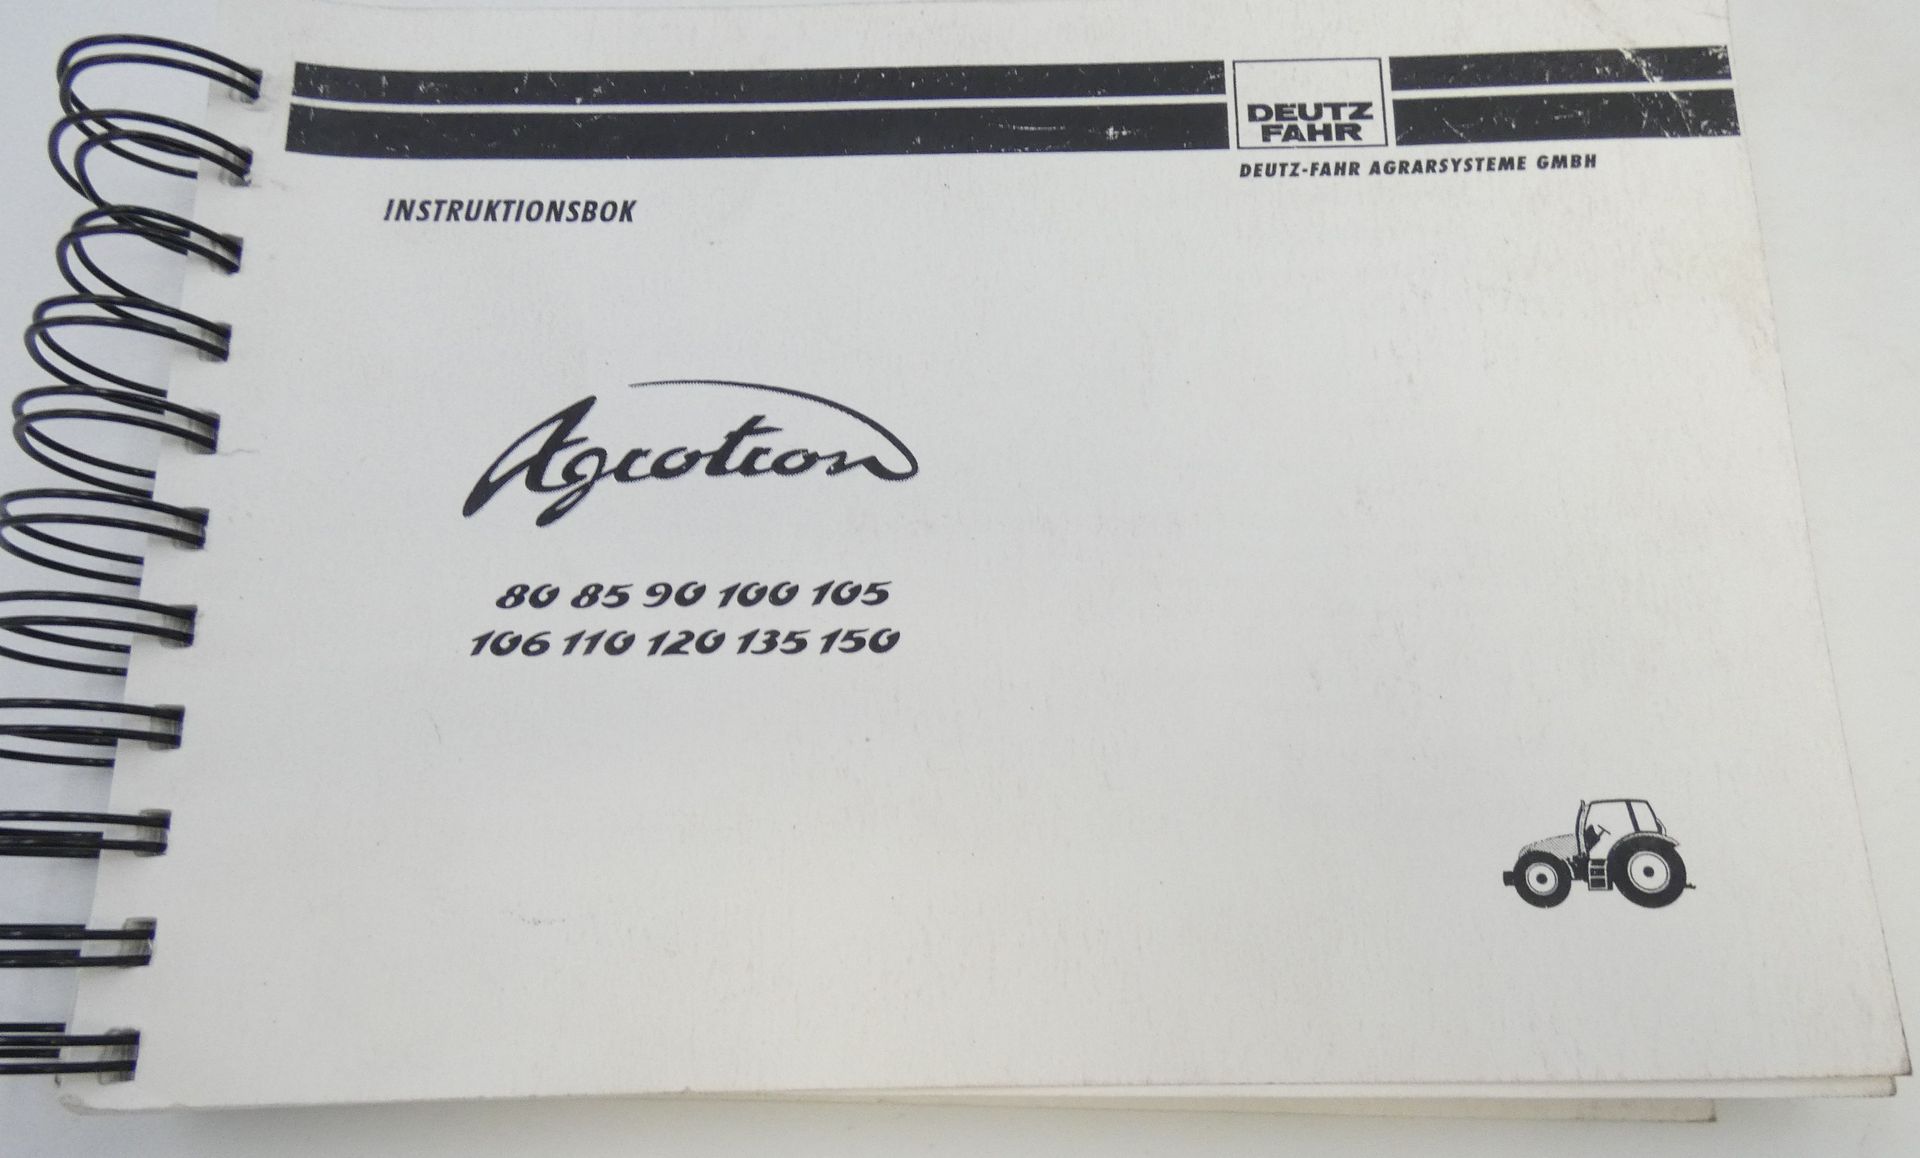 DEUTZ
FAHR
DEUTZ-FAHR AGRARSYSTEME GMBH
INSTRUKTIONSBOK
Agrotron
80 85 90 100 105
106 110 120 135 150